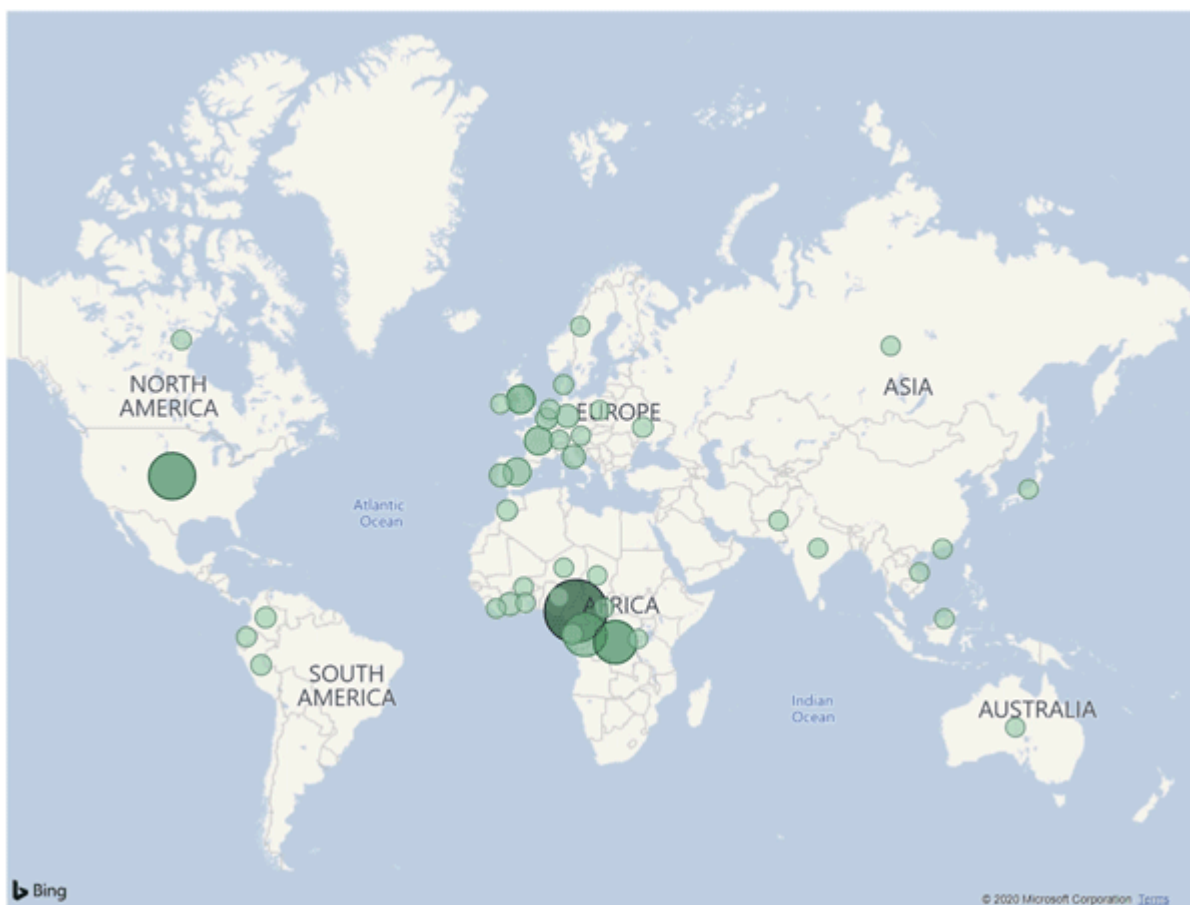 NORTH
AMERICA
EUROPE
ASIA
Atlantic
Ocean
AFRICA
SOUTH
AMERICA
Indian
Ocean
AUSTRALIA
Bing
© 2020 Microsoft Corporation Terms